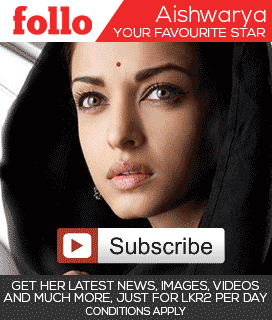 follo
Aishwarya
YOUR FAVOURITE STAR
Subscribe
GET HER LATEST NEWS, IMAGES, VIDEOS
AND MUCH MORE, JUST FOR LKR2 PER DAY
CONDITIONS APPLY